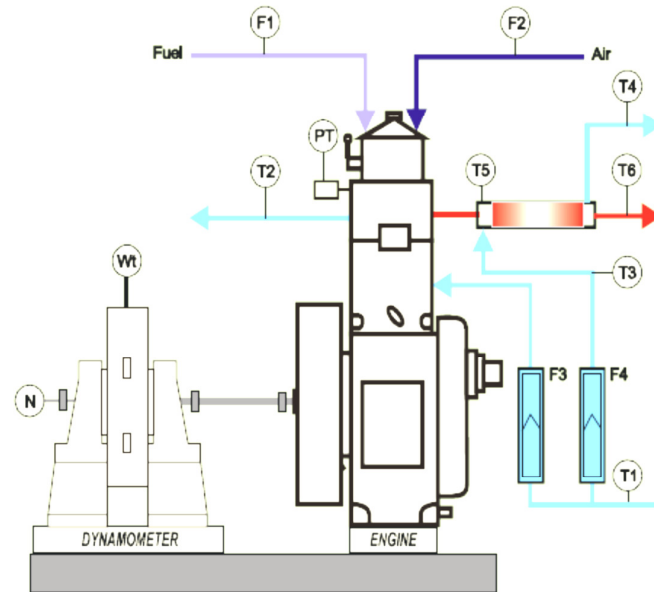 F1
F2
Fuel
Air
T4
PT
T2
T5
T6
Wt
T3
F3
F4
N
T1
DYNAMOMETER
ENGINE